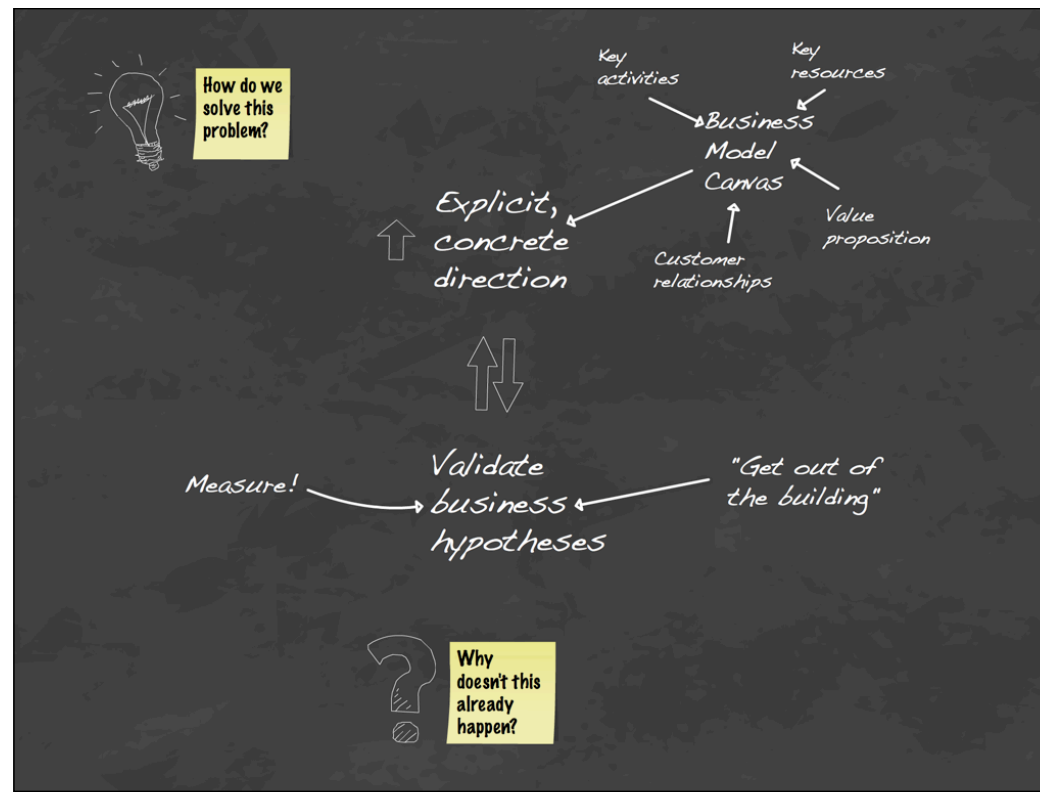 How do we
solve this
problem?
Key
activities
Key
resources
Business
Model
Canvas
Value
proposition
Customer
relationships
Explicit,
concrete
direction
Measure!
Validate
business
hypotheses
"Get out of
the building"
Why
doesn't this
already
happen?